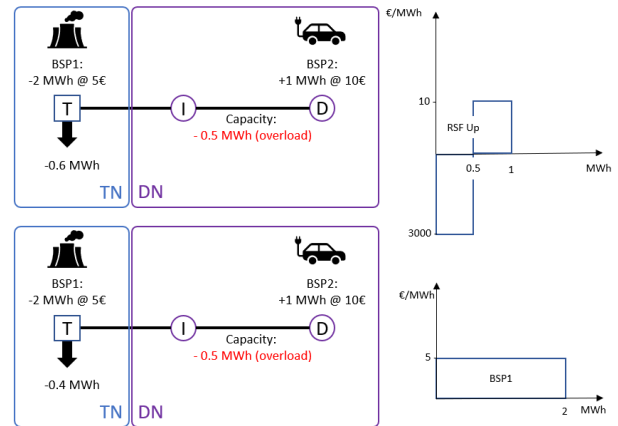 €/MWh
BSP1:
-2 MWh @ 5€
BSP2:
+1 MWh @ 10€
T
I
D
Capacity:
- 0.5 MWh (overload)
-0.6 MWh
TN
DN
10
RSF Up
0.5
1
MWh
3000
BSP1:
-2 MWh @ 5€
BSP2:
+1 MWh @ 10€
T
I
D
Capacity:
- 0.5 MWh (overload)
-0.4 MWh
TN
DN
€/MWh
5
BSP1
2
MWh